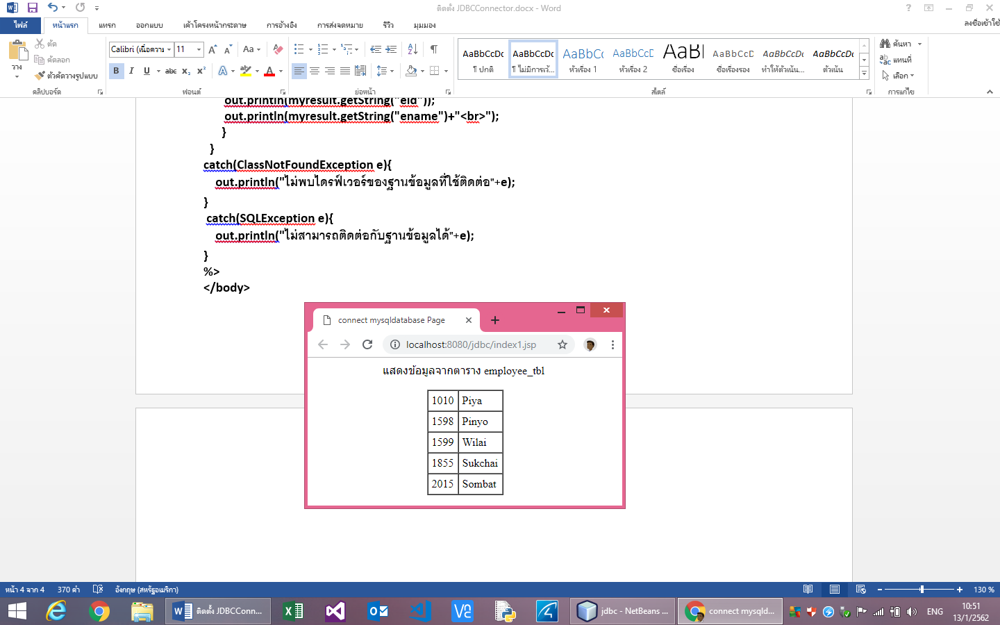 ติดตั้ง JDBCConnector.docx - Word
ไฟล์ หน้าแรก แทรก ออกแบบ เค้าโครงหน้ากระดาษ การอ้างอิง การส่งจดหมาย รีวิว มุมมอง ลงชื่อเข้าใช้
วาง
ตัด
คัดลอก
ตัวคัดวางรูปแบบ
คลิปบอร์ด
Calibri (เนื้อความ 11
ฟอนต์
ย่อหน้า
AaBbCcDc AaBbCcDc AaBbCc AaBbCcD AaBl AaBbCcD AaBbCcDc AaBbCcDc
¶ ปกติ ¶ ไม่มีการเว้... หัวเรื่อง 1 หัวเรื่อง 2 ชื่อเรื่อง ชื่อเรื่องรอง ทำให้ตัวเน้น... ตัวเน้น
สไตล์
ค้นหา
แทนที่
เลือก
การแก้ไข
out.println(myresult.getString("eid"));
out.println(myresult.getString("ename")+"<br>");
}
}
catch(ClassNotFoundException e){
out.println("ไม่พบไดรฟ์เวอร์ของฐานข้อมูลที่ใช้ติดต่อ"+e);
}
catch(SQLException e){
out.println("ไม่สามารถติดต่อกับฐานข้อมูลได้"+e);
}
%>
</body>
connect mysqldatabase Page
localhost:8080/jdbc/index1.jsp
แสดงข้อมูลจากตาราง employee_tbl
1010 Piya
1598 Pinyo
1599 Wilai
1855 Sukchai
2015 Sombat
หน้า 4 จาก 4 370 คำ อังกฤษ (สหรัฐอเมริกา) 130 %
ติดตั้ง JDBCConn... jdbc - NetBeans ... connect mysqld... ENG 10:51
13/1/2562